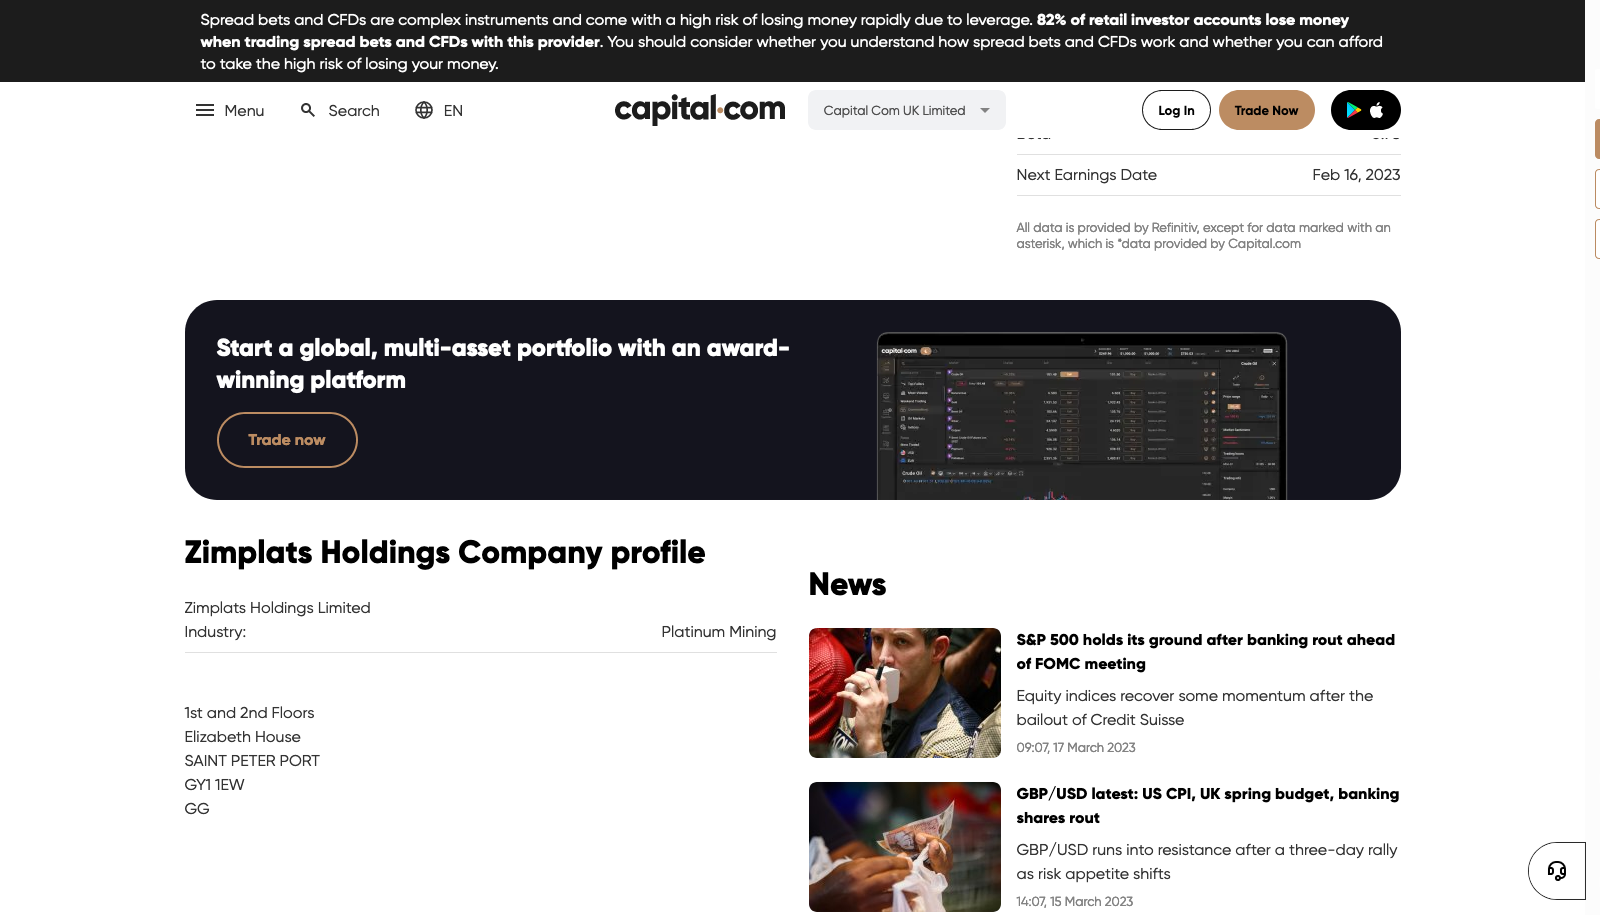 Spread bets and CFDs are complex instruments and come with a high risk of losing money rapidly due to leverage. 82% of retail investor accounts lose money
when trading spread bets and CFDs with this provider. You should consider whether you understand how spread bets and CFDs work and whether you can afford
to take the high risk of losing your money.
Menu
Search
EN
capital.com
Capital Com UK Limited
Log In
Trade Now
Next Earnings Date
Feb 16, 2023
All data is provided by Refinitiv, except for data marked with an
asterisk, which is *data provided by Capital.com
Start a global, multi-asset portfolio with an award-
winning platform
Trade now
capital.com
Crude Oil
Crude Oil
Zimplats Holdings Company profile
Zimplats Holdings Limited
Industry:
Platinum Mining
1st and 2nd Floors
Elizabeth House
SAINT PETER PORT
GY1 1EW
GG
News
S&P 500 holds its ground after banking rout ahead
of FOMC meeting
Equity indices recover some momentum after the
bailout of Credit Suisse
09:07, 17 March 2023
GBP/USD latest: US CPI, UK spring budget, banking
shares rout
GBP/USD runs into resistance after a three-day rally
as risk appetite shifts
14:07, 15 March 2023